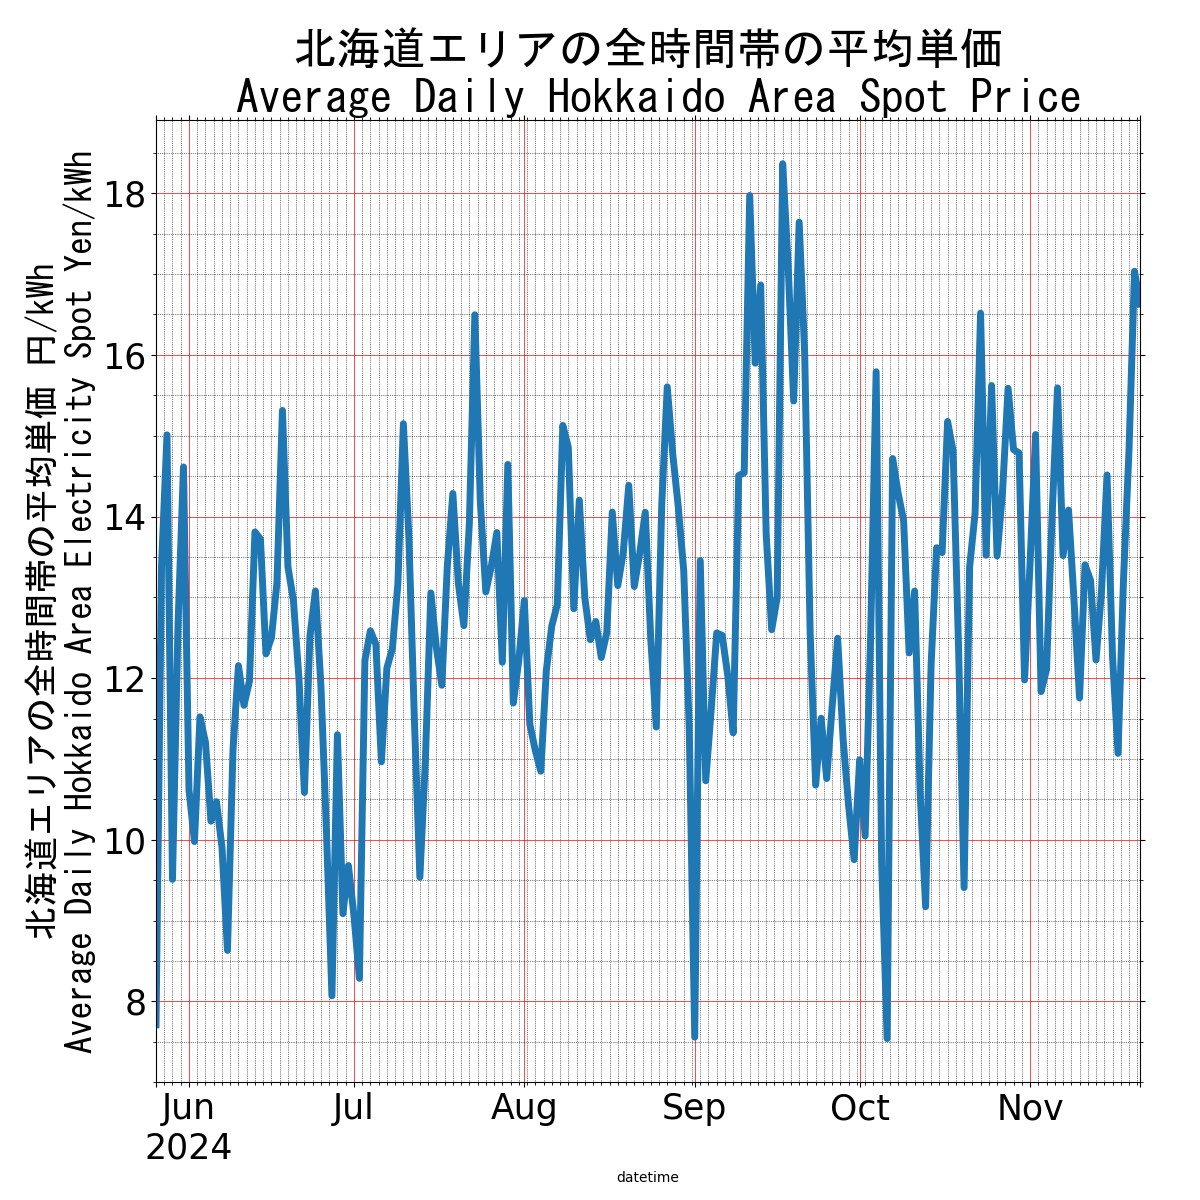 北海道エリアの全時間帯の平均単価
Average Daily Hokkaido Area Spot Price
北海道エリアの全時間帯の平均単価 円/kWh
Average Daily Hokkaido Area Electricity Spot Yen/kWh
18
16
14
12
10
8
Jun
2024
Jul
Aug
Sep
Oct
Nov
datetime